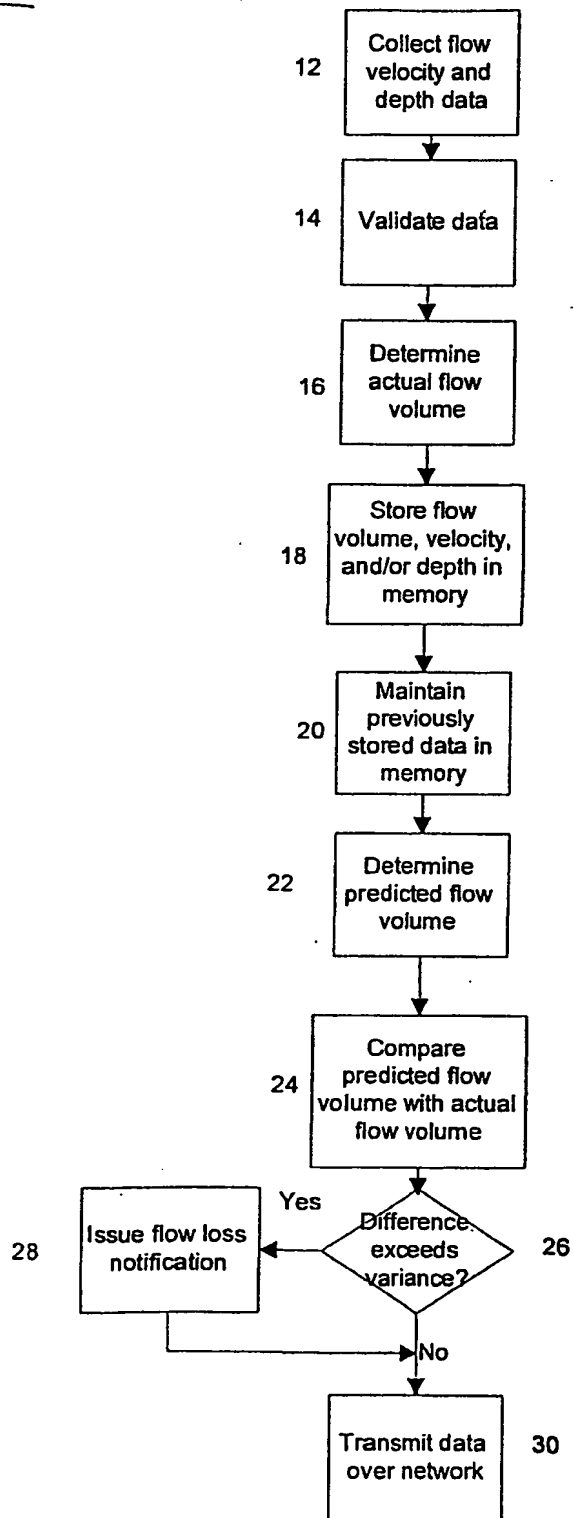 12
Collect flow
velocity and
depth data
14
Validate data
16
Determine
actual flow
volume
18
Store flow
volume, velocity,
and/or depth in
memory
20
Maintain
previously
stored data in
memory
22
Determine
predicted flow
volume
24
Compare
predicted flow
volume with actual
flow volume
Yes
28
Issue flow loss
notification
Difference
exceeds
variance?
26
No
Transmit data
over network
30